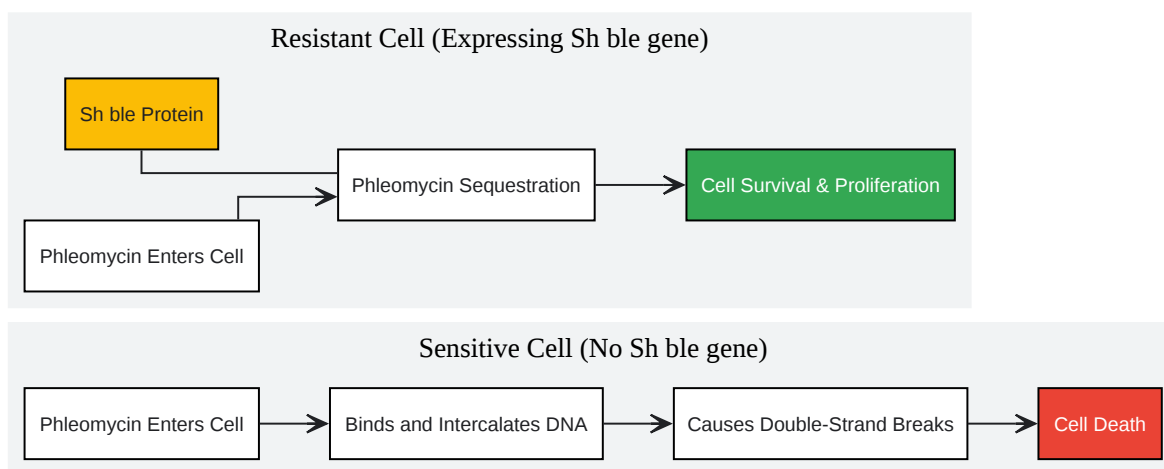 Resistant Cell (Expressing Sh ble gene)
Sh ble Protein
Phleomycin Sequestration
Cell Survival & Proliferation
Phleomycin Enters Cell
Sensitive Cell (No Sh ble gene)
Phleomycin Enters Cell
Binds and Intercalates DNA
Causes Double-Strand Breaks
Cell Death